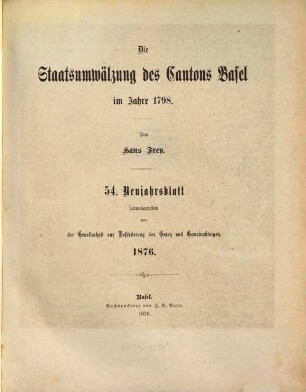 Die
Staatsumwälzung des Cantons Basel
im Jahre 1798.
Von
Hans Frey.
54. Neujahrsblatt
herausgegeben
von
der Gesellschaft zur Beförderung des Guten und Gemeinnützigen.
1876.
Basel.
Buchdruckerei von J. G. Baur.
1876.